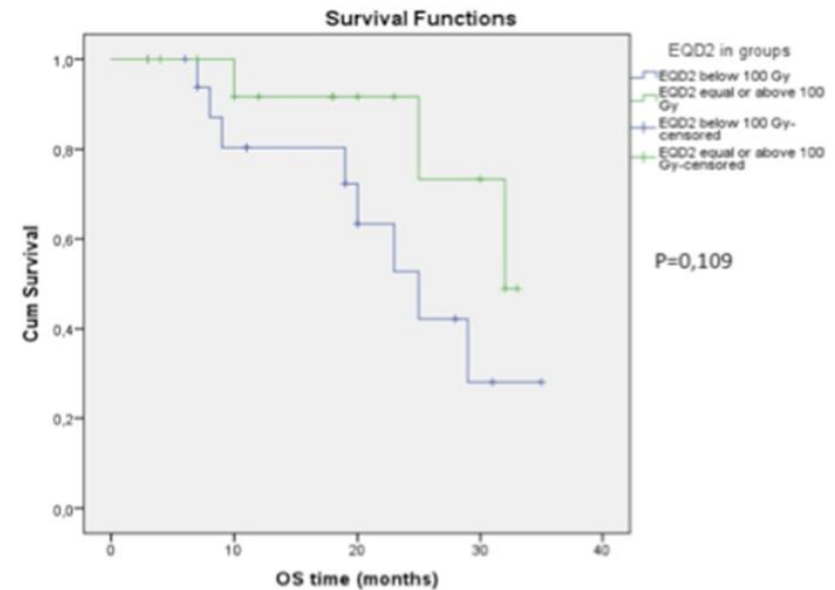 Survival Functions
EQD2 in groups
EQD2 below 100 Gy
EQD2 equal or above 100
Gy
EQD2 below 100 Gy-
censored
EQD2 equal or above 100
Gy-censored
P=0,109
Cum Survival
1,0
0,8
0,6
0,4
0,2
0,0
0 10 20 30 40
OS time (months)